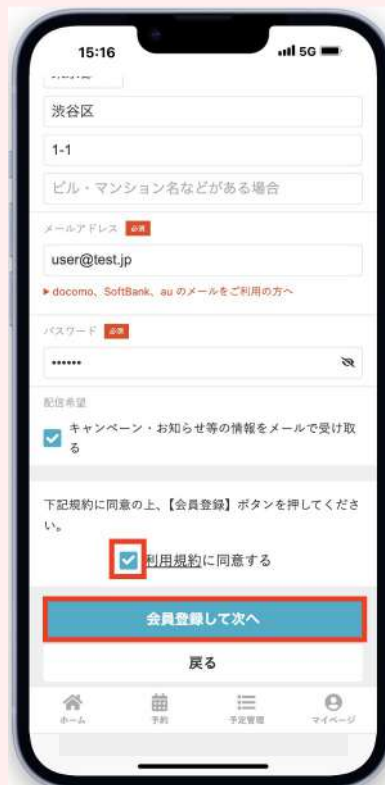 15:16
5G
渋谷区
1-1
ビル・マンション名などがある場合
メールアドレス 必須
user@test.jp
▶docomo、SoftBank、au のメールをご利用の方へ
パスワード 必須
••••••
配信希望
キャンペーン・お知らせ等の情報をメールで受け取
る
下記規約に同意の上、【会員登録】ボタンを押してくださ
い。
利用規約に同意する
会員登録して次へ
戻る
ホーム 予約 予定管理 マイページ